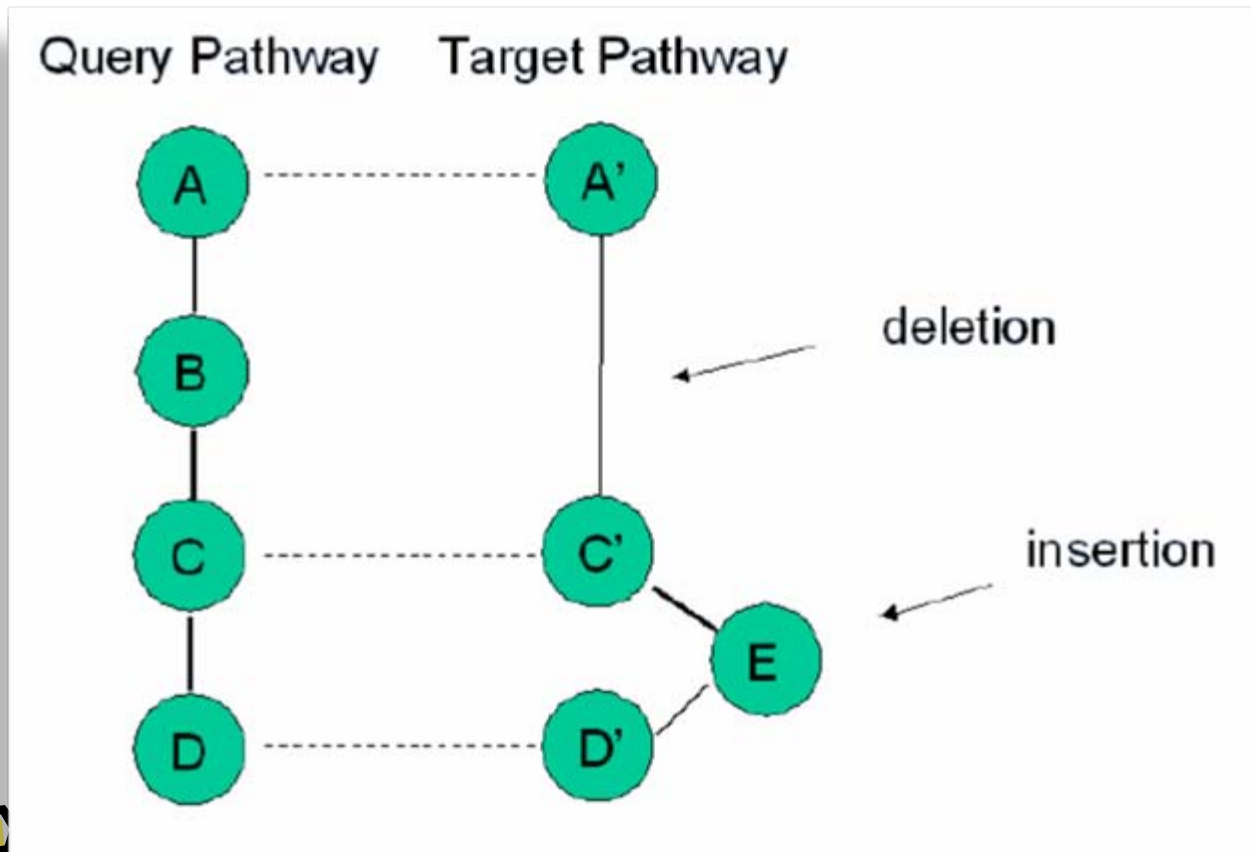 Query Pathway Target Pathway
A A'
deletion
B
C C'
insertion
E
D D'